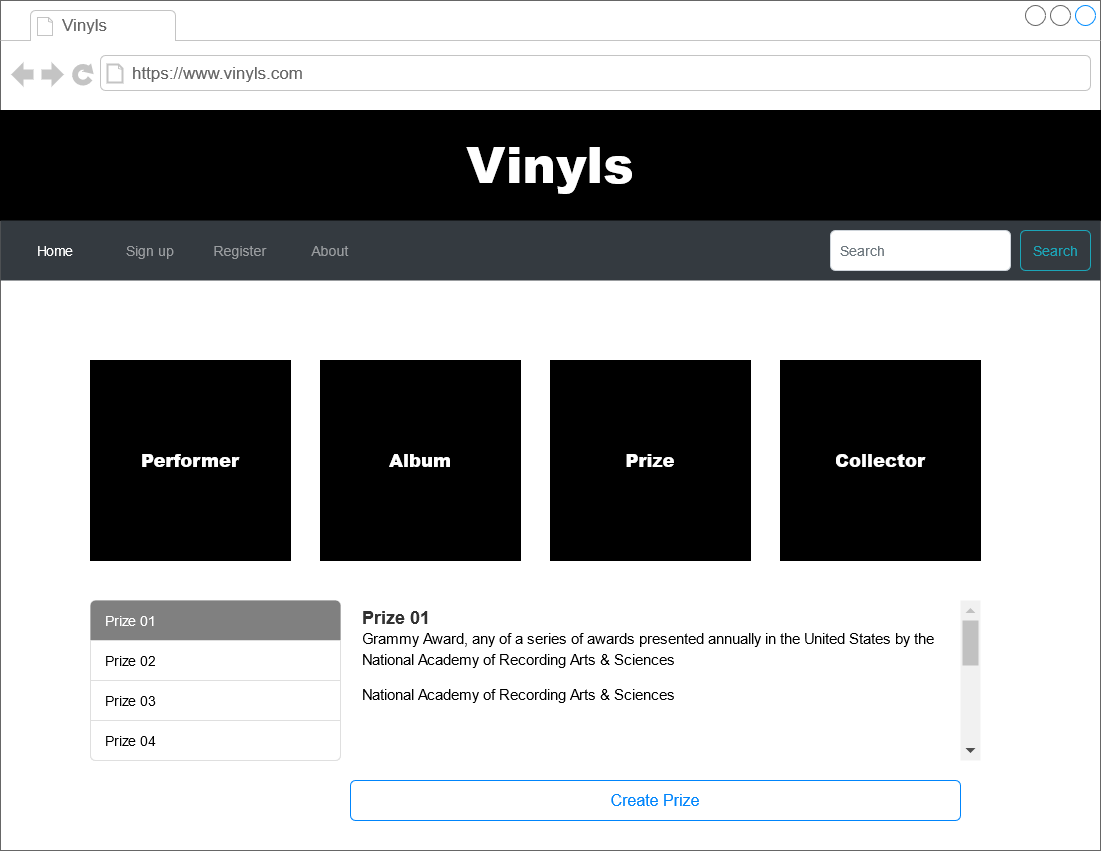 Vinyls
https://www.vinyls.com
Vinyls
Home Sign up Register About Search Search
Performer Album Prize Collector
Prize 01
Prize 02
Prize 03
Prize 04
Prize 01
Grammy Award, any of a series of awards presented annually in the United States by the
National Academy of Recording Arts & Sciences
National Academy of Recording Arts & Sciences
Create Prize